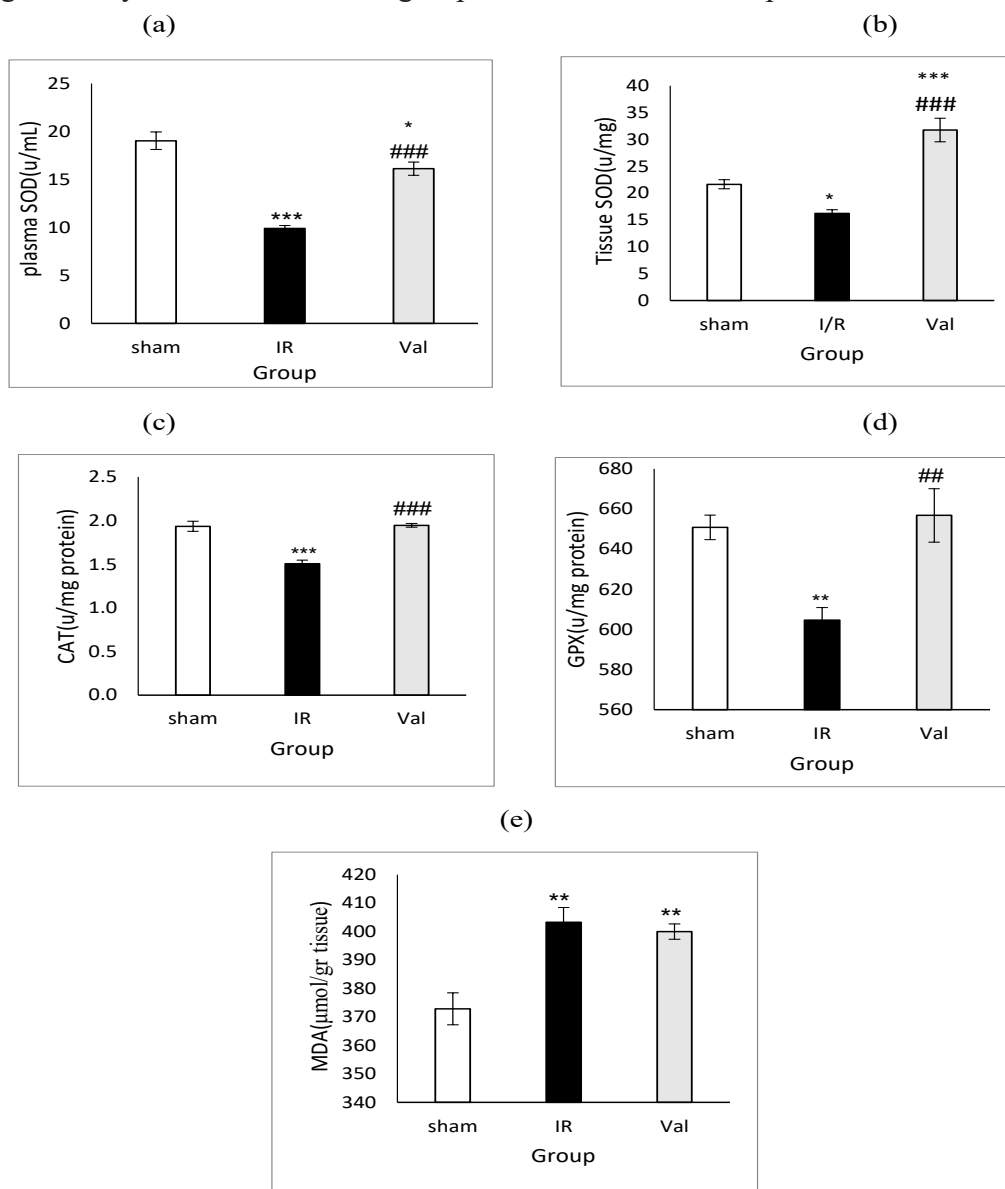 (a)
25
20
15
10
5
0
plasma SOD(u/mL)
***
*
###
sham IR Val
Group
(b)
40
35
30
25
20
15
10
5
0
Tissue SOD(u/mg)
*
***
###
sham I/R Val
Group
(c)
2.5
2.0
1.5
1.0
0.5
0.0
CAT(u/mg protein)
***
###
sham IR Val
Group
(d)
680
660
640
620
600
580
560
GPX(u/mg protein)
**
##
sham IR Val
Group
(e)
420
410
400
390
380
370
360
350
340
MDA(µmol/gr tissue)
**
**
sham IR Val
Group